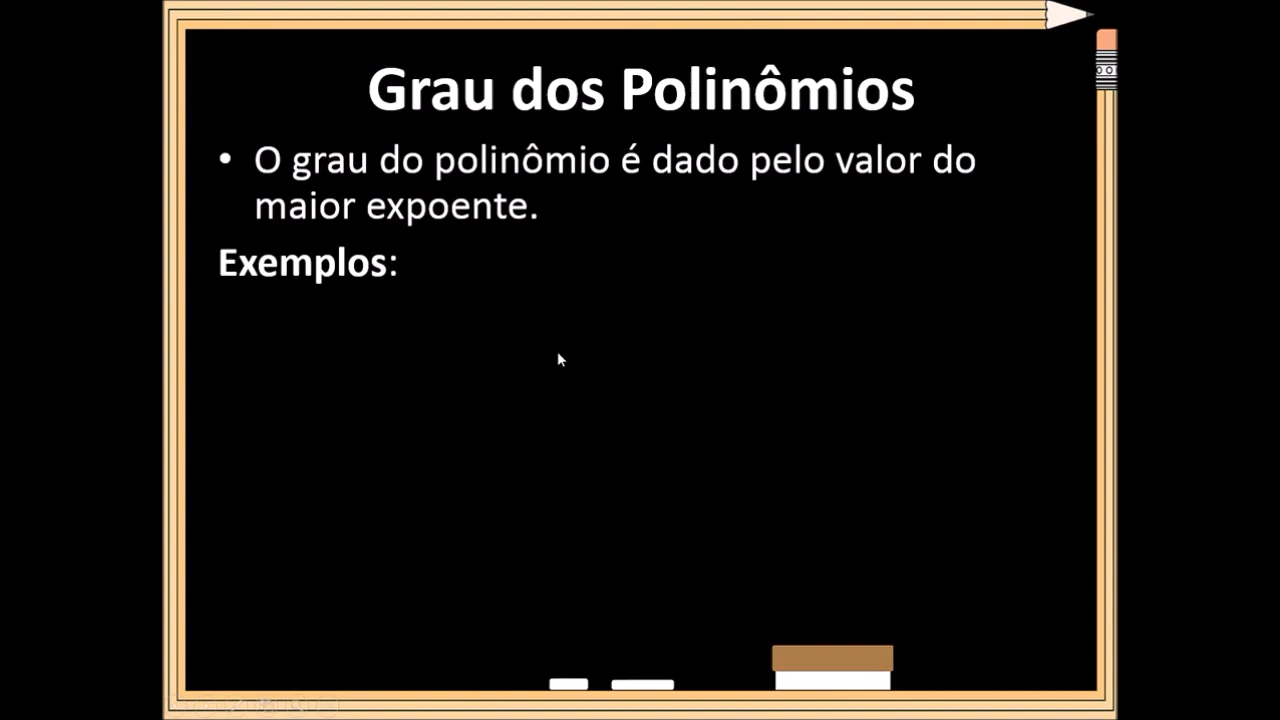 Grau dos Polinômios
• O grau do polinômio é dado pelo valor do
maior expoente.
Exemplos: